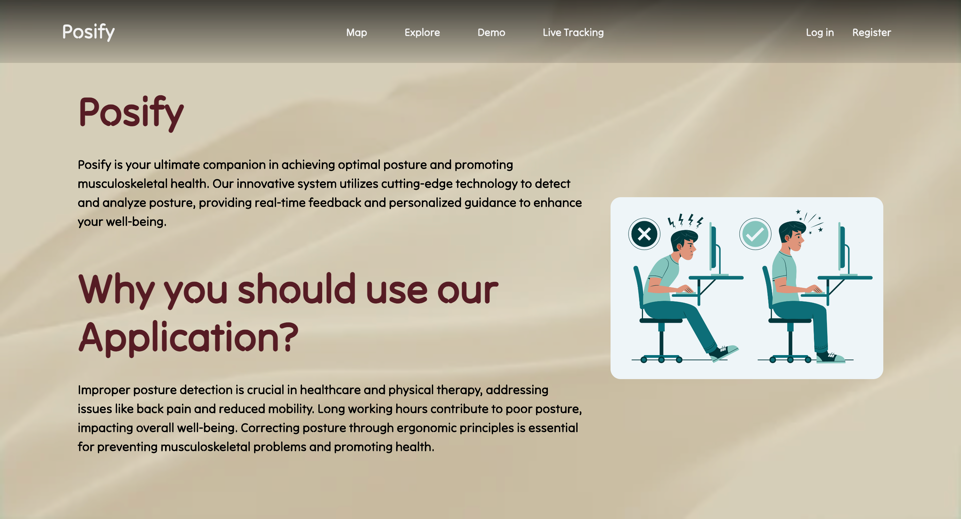 Posify
Map
Explore
Demo
Live Tracking
Log in
Register
Posify
Posify is your ultimate companion in achieving optimal posture and promoting
musculoskeletal health. Our innovative system utilizes cutting-edge technology to detect
and analyze posture, providing real-time feedback and personalized guidance to enhance
your well-being.
Why you should use our
Application?
Improper posture detection is crucial in healthcare and physical therapy, addressing
issues like back pain and reduced mobility. Long working hours contribute to poor posture,
impacting overall well-being. Correcting posture through ergonomic principles is essential
for preventing musculoskeletal problems and promoting health.